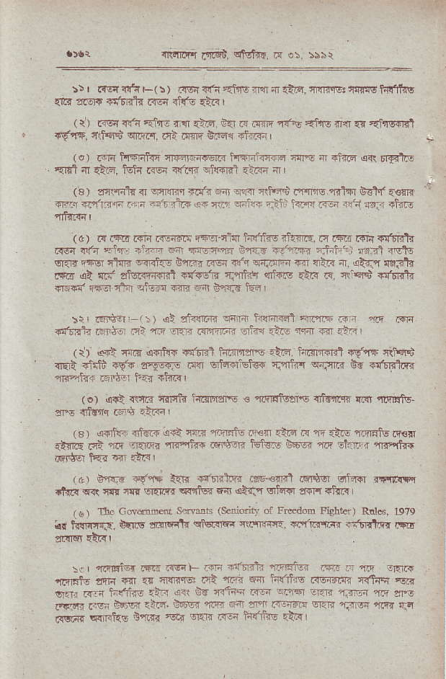 ৬১৬২ বাংলাদেশ গেজেট, অতিরিক্ত, মে ৩১, ১৯৯২
১১। বেতন বর্ধন।—(১) বেতন বর্ধন স্থগিত রাখা না হইলে, সাধারণতঃ সময়মত নির্ধারিত
হারে প্রত্যেক কর্মচারীর বেতন বর্ধিত হইবে।
(২) বেতন বর্ধন স্থগিত রাখা হইলে, উহা যে মেয়াদ পর্যন্ত স্থগিত রাখা হয় স্থগিতকারী
কর্তৃপক্ষ, সংশ্লিষ্ট আদেশে, সেই মেয়াদ উল্লেখ করিবেন।
(৩) কোন শিক্ষানবিস সাফল্যজনকভাবে শিক্ষানবিসকাল সমাপ্ত না করিলে এবং চাকুরীতে
স্থায়ী না হইলে, তিনি বেতন বর্ধণের অধিকারী হইবেন না।
(৪) প্রশংসনীয় বা অসাধারণ কর্মের জন্য অথবা সংশ্লিষ্ট পেশাগত পরীক্ষা উত্তীর্ণ হওয়ার
কারণে কর্পোরেশন কোন কর্মচারীকে এক সংগে অনধিক দুইটি বিশেষ বেতন বর্ধন মঞ্জুর করিতে
পারিবেন।
(৫) যে ক্ষেত্রে কোন বেতনক্রমে দক্ষতা-সীমা নির্ধারিত রহিয়াছে, সে ক্ষেত্রে কোন কর্মচারীর
বেতন বর্ধন স্থগিত করিবার জন্য ক্ষমতাসম্পন্ন উপযুক্ত কর্তৃপক্ষের সুনির্দিষ্ট মঞ্জুরী ব্যতীত
তাহার দক্ষতা সীমার অব্যবহিত উপরের বেতন বর্ধণ অনুমোদন করা যাইবে না, এইরূপ মঞ্জুরীর
ক্ষেত্রে এই মর্মে প্রতিবেদনকারী কর্মকর্তার সুপারিশ থাকিতে হইবে যে, সংশ্লিষ্ট কর্মচারীর
কাজকর্ম দক্ষতা সীমা অতিক্রম করার জন্য উপযুক্ত ছিল।
১২। জ্যেষ্ঠতা।—(১) এই প্রবিধানের অন্যান্য বিধানাবলী সাপেক্ষে কোন পদে কোন
কর্মচারীর জ্যেষ্ঠতা সেই পদে তাহার যোগদানের তারিখ হইতে গণনা করা হইবে।
(২) একই সময়ে একাধিক কর্মচারী নিয়োগপ্রাপ্ত হইলে, নিয়োগকারী কর্তৃপক্ষ সংশ্লিষ্ট
বাছাই কমিটি কর্তৃক প্রস্তুতকৃত মেধা তালিকাভিত্তিক সুপারিশ অনুসারে উক্ত কর্মচারীদের
পারস্পরিক জ্যেষ্ঠতা স্থির করিবে।
(৩) একই বৎসরে সরাসরি নিয়োগপ্রাপ্ত ও পদোন্নতিপ্রাপ্ত ব্যক্তিগণের মধ্যে পদোন্নতি-
প্রাপ্ত ব্যক্তিগণ জ্যেষ্ঠ হইবেন।
(৪) একাধিক ব্যক্তিকে একই সময়ে পদোন্নতি দেওয়া হইলে যে পদ হইতে পদোন্নতি দেওয়া
হইয়াছে সেই পদে তাহাদের পারস্পরিক জ্যেষ্ঠতার ভিত্তিতে উচ্চতর পদে তাঁহাদের পারস্পরিক
জ্যেষ্ঠতা স্থির করা হইবে।
(৫) উপযুক্ত কর্তৃপক্ষ ইহার কর্মচারীদের গ্রেড-ওয়ারী জ্যেষ্ঠতা তালিকা রক্ষণাবেক্ষণ
করিবে এবং সময় সময় তাহাদের অবগতির জন্য এইরূপ তালিকা প্রকাশ করিবে।
(৬) The Government Servants (Seniority of Freedom Fighter) Rules, 1979
এর বিধানসমূহ, উহাতে প্রয়োজনীয় অভিযোজন সংশোধনসহ, কর্পোরেশনের কর্মচারীদের ক্ষেত্রে
প্রযোজ্য হইবে।
১৩। পদোন্নতির ক্ষেত্রে বেতন।— কোন কর্মচারীর পদোন্নতির ক্ষেত্রে যে পদে তাহাকে
পদোন্নতি প্রদান করা হয় সাধারণতঃ সেই পদের জন্য নির্ধারিত বেতনক্রমের সর্বনিম্ন স্তরে
তাহার বেতন নির্ধারিত হইবে এবং উক্ত সর্বনিম্ন বেতন অপেক্ষা তাহার পুরাতন পদে প্রাপ্ত
স্কেলের বেতন উচ্চতর হইলে, উচ্চতর পদের জন্য প্রাপ্য বেতনক্রমে তাহার পুরাতন পদের মূল
বেতনের অব্যবহিত উপরের স্তরে তাহার বেতন নির্ধারিত হইবে।